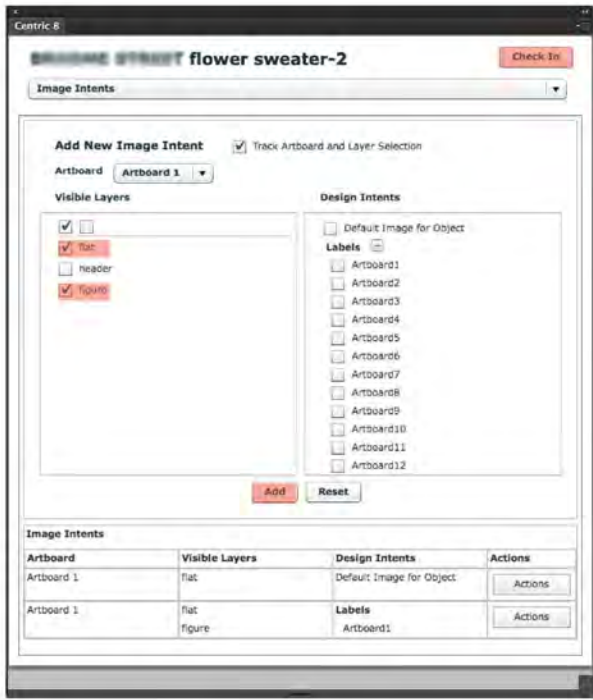 Centric 8
flower sweater-2
Check In
Image Intents
Add New Image Intent
Track Artboard and Layer Selection
Artboard
Artboard 1
Visible Layers
Design Intents
flat
header
figure
Default Image for Object
Labels
Artboard1
Artboard2
Artboard3
Artboard4
Artboard5
Artboard6
Artboard7
Artboard8
Artboard9
Artboard10
Artboard11
Artboard12
Add
Reset
Image Intents
Artboard Visible Layers Design Intents Actions
Artboard 1 flat Default Image for Object Actions
Artboard 1 flat Labels Actions
figure Artboard1